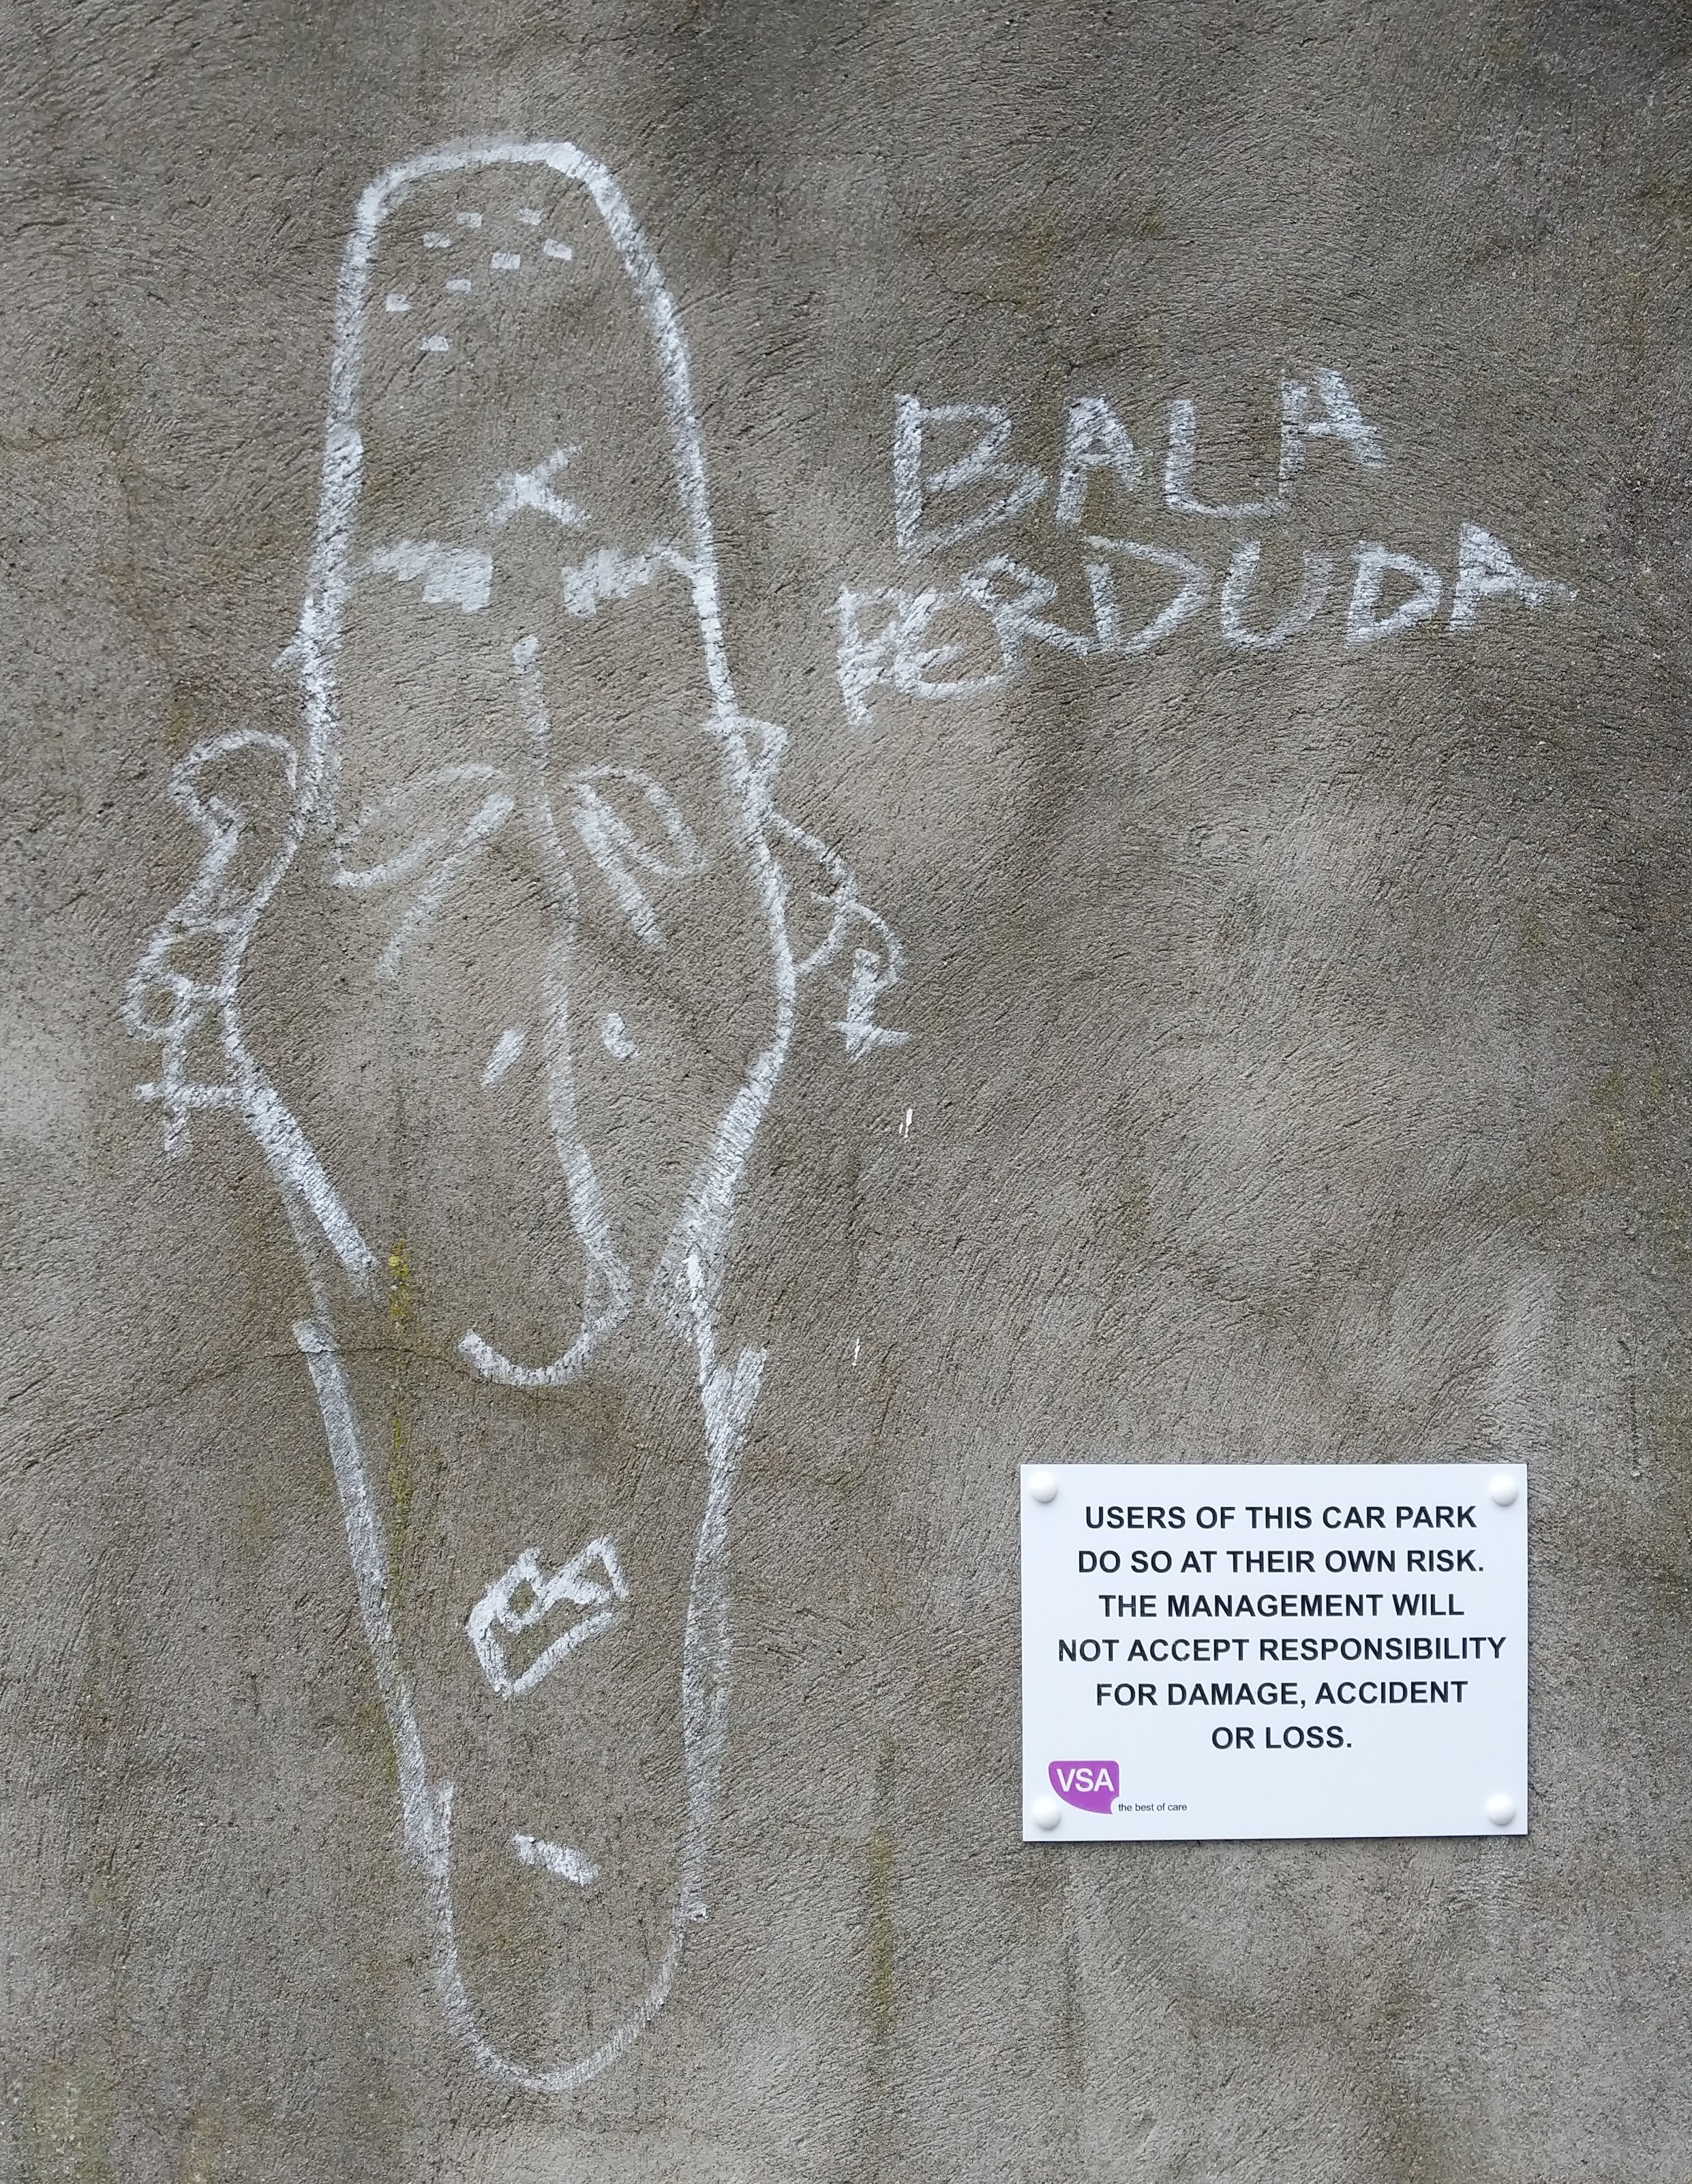 BALA
PERDUDA
USERS OF THIS CAR PARK
DO SO AT THEIR OWN RISK.
THE MANAGEMENT WILL
NOT ACCEPT RESPONSIBILITY
FOR DAMAGE, ACCIDENT
OR LOSS.
VSA
the best of care